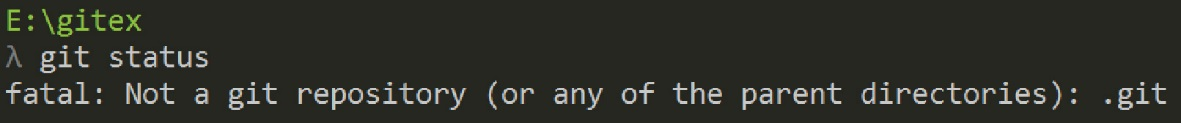 E:\gitex
λ git status
fatal: Not a git repository (or any of the parent directories): .git